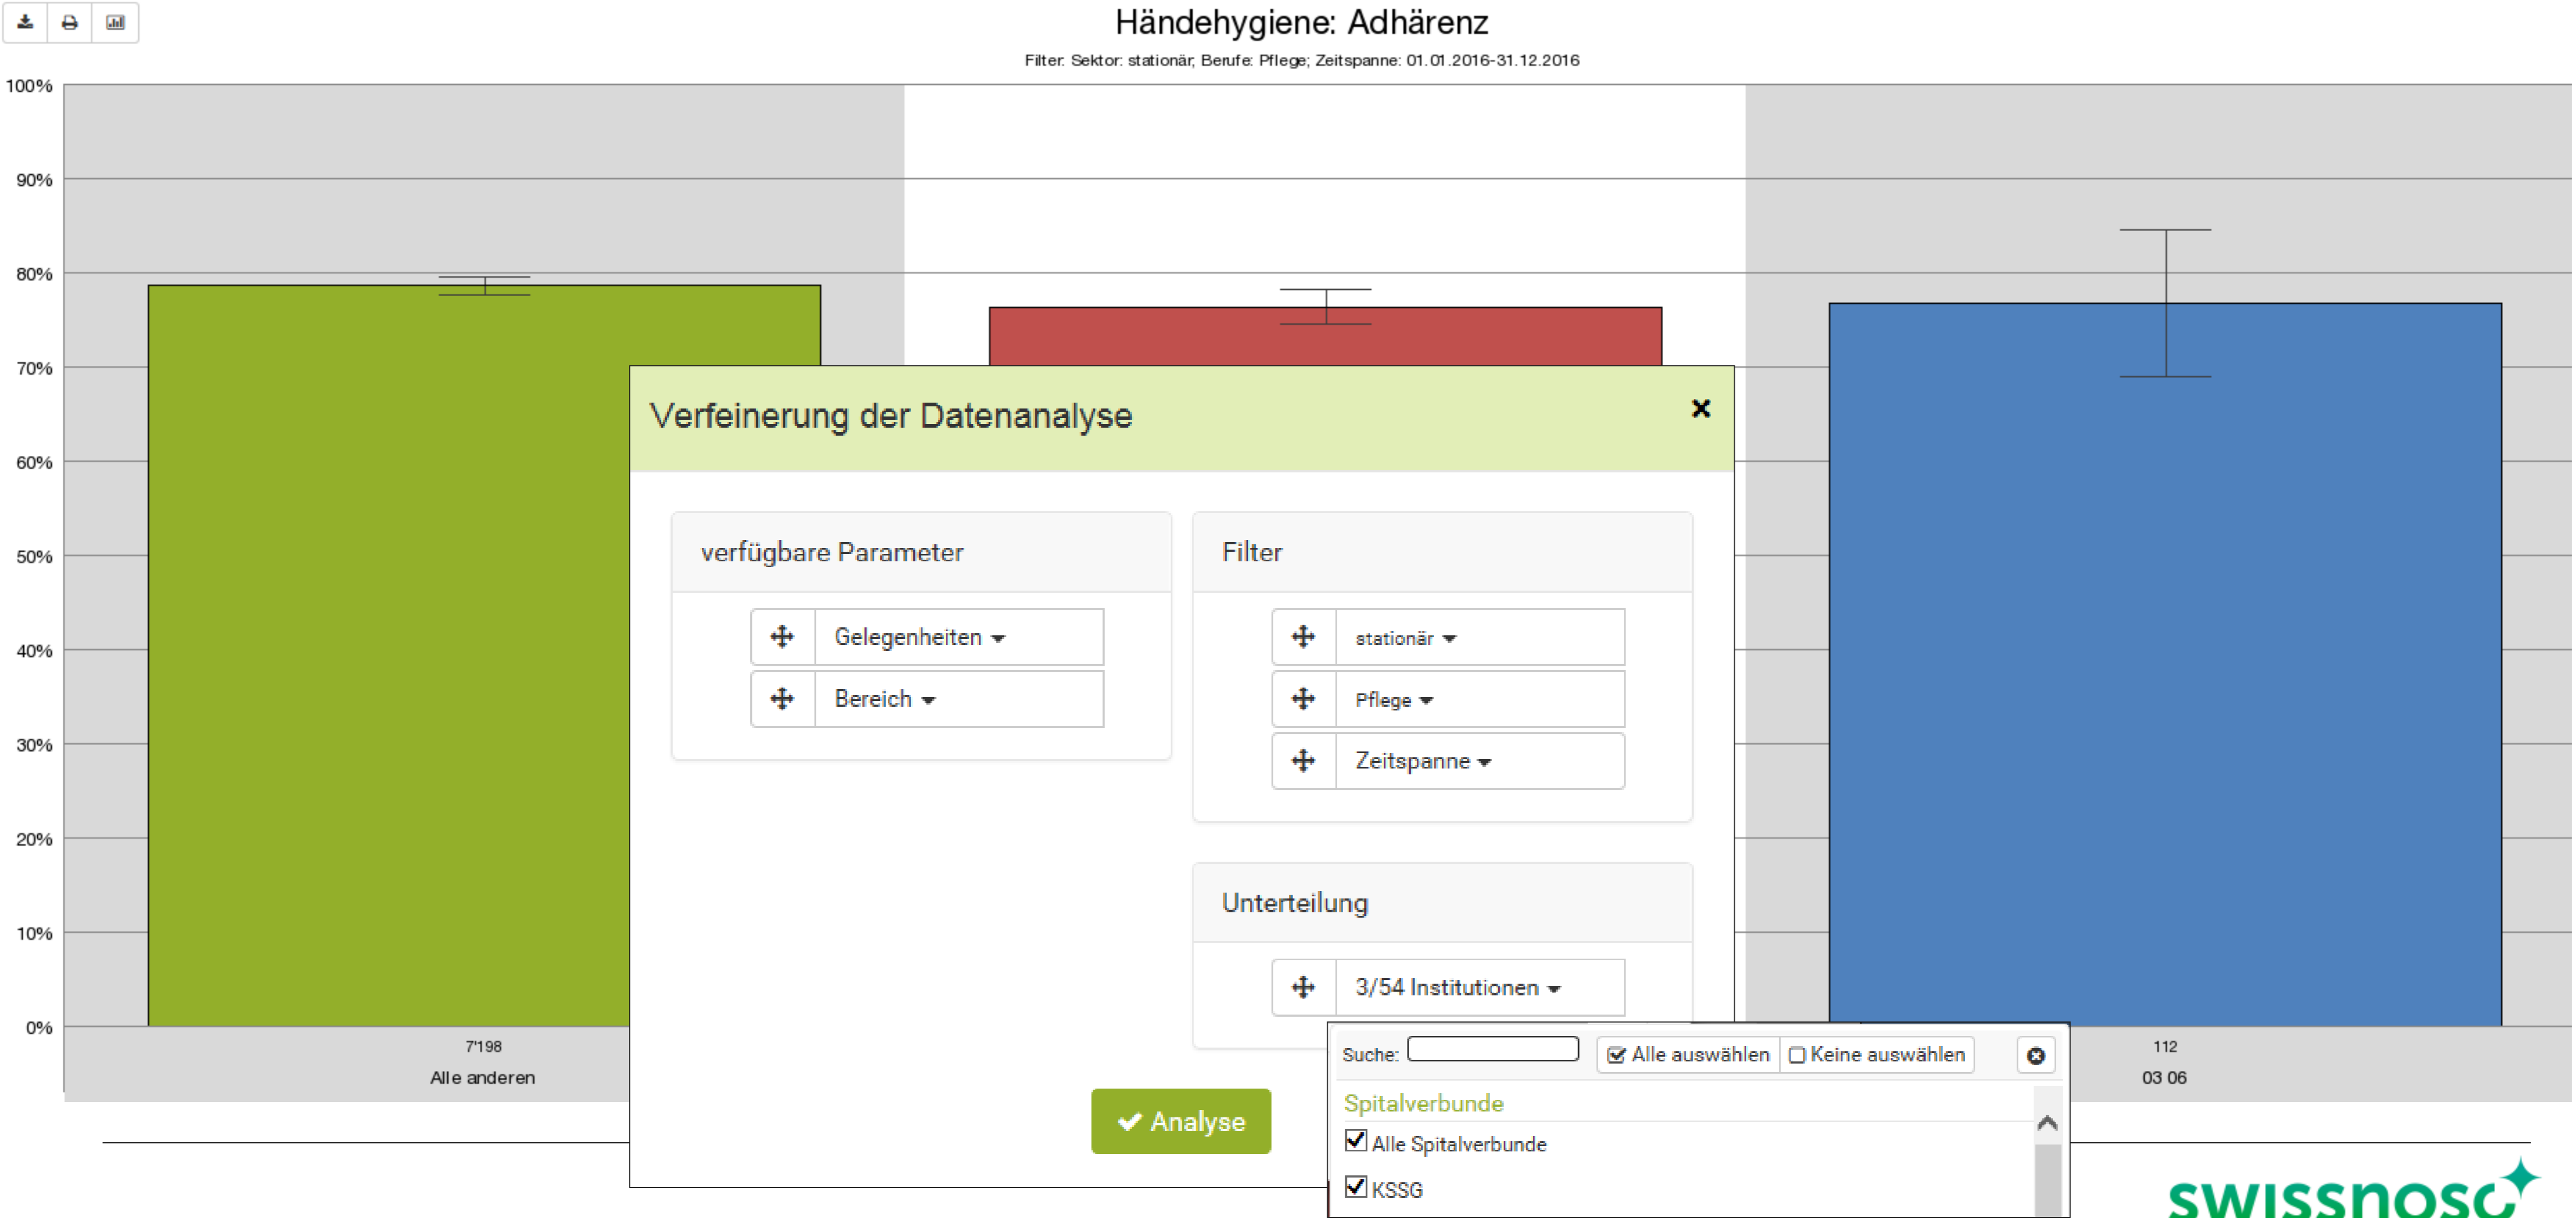 Händehygiene: Adhärenz
Filter: Sektor: stationär; Berufe: Pflege; Zeitspanne: 01.01.2016-31.12.2016
100%
90%
80%
70%
60%
50%
40%
30%
20%
10%
0%
7'198
Alle anderen
112
03 06
Verfeinerung der Datenanalyse
verfügbare Parameter
Gelegenheiten
Bereich
Filter
stationär
Pflege
Zeitspanne
Unterteilung
3/54 Institutionen
Analyse
Suche: Alle auswählen Keine auswählen
Spitalverbunde
Alle Spitalverbunde
KSSG
swissnoso